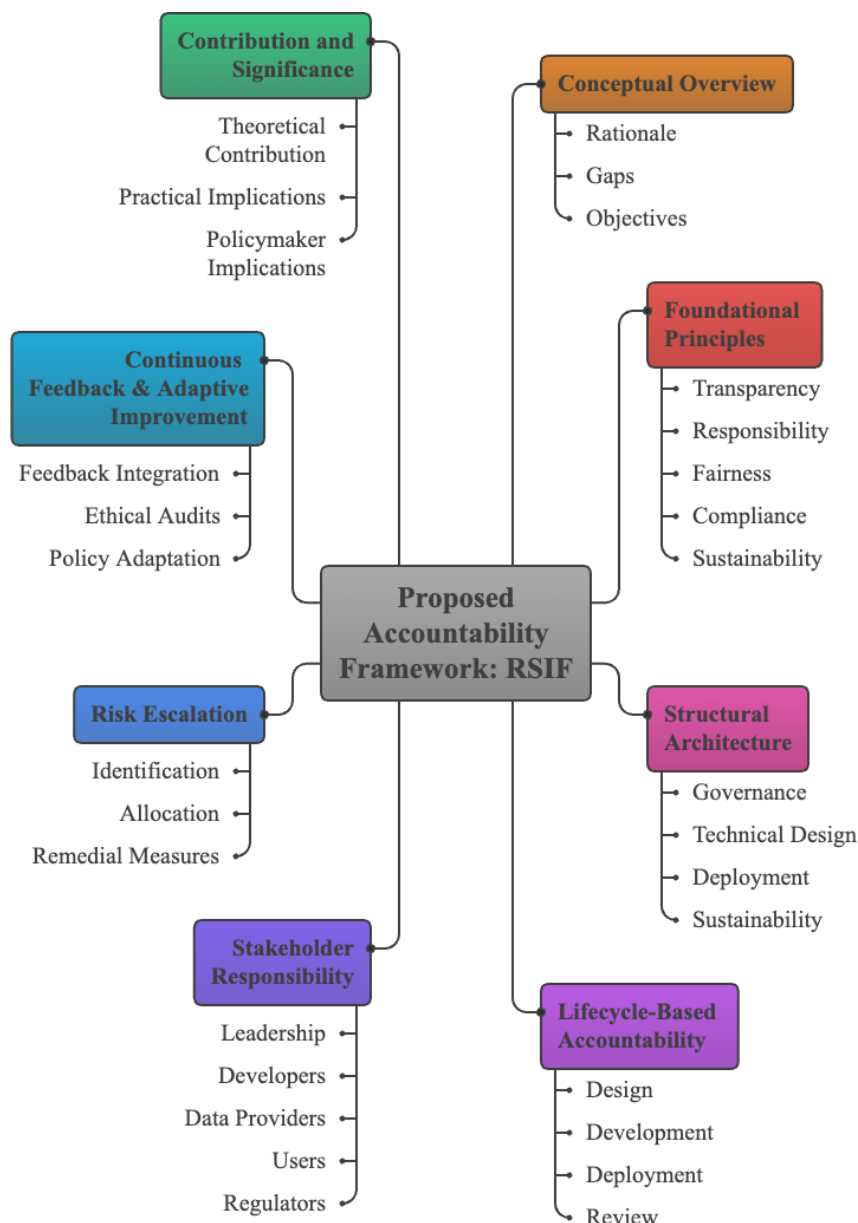 Contribution and
Significance
Theoretical
Contribution
Practical Implications
Policymaker
Implications
Conceptual Overview
Rationale
Gaps
Objectives
Foundational
Principles
Transparency
Responsibility
Fairness
Compliance
Sustainability
Continuous
Feedback & Adaptive
Improvement
Feedback Integration
Ethical Audits
Policy Adaptation
Proposed
Accountability
Framework: RSIF
Risk Escalation
Identification
Allocation
Remedial Measures
Structural
Architecture
Governance
Technical Design
Deployment
Sustainability
Stakeholder
Responsibility
Leadership
Developers
Data Providers
Users
Regulators
Lifecycle-Based
Accountability
Design
Development
Deployment
Review